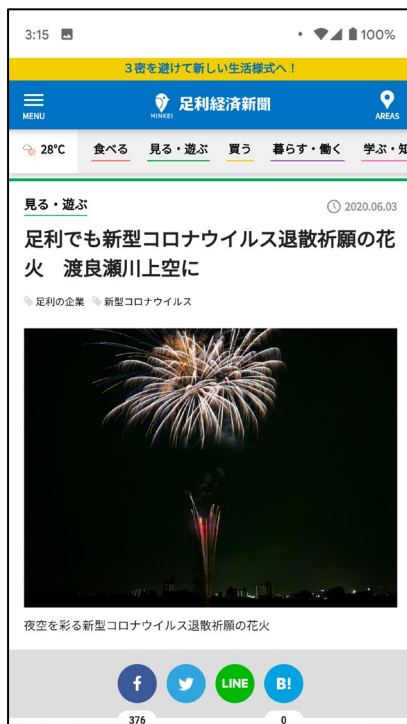 3:15
100%
3密を避けて新しい生活様式へ！
MENU
MINKEI
足利経済新聞
AREAS
28°C 食べる 見る・遊ぶ 買う 暮らす・働く 学ぶ・知
見る・遊ぶ
2020.06.03
足利でも新型コロナウイルス退散祈願の花
火 渡良瀬川上空に
足利の企業 新型コロナウイルス
夜空を彩る新型コロナウイルス退散祈願の花火
f LINE B!
376 0